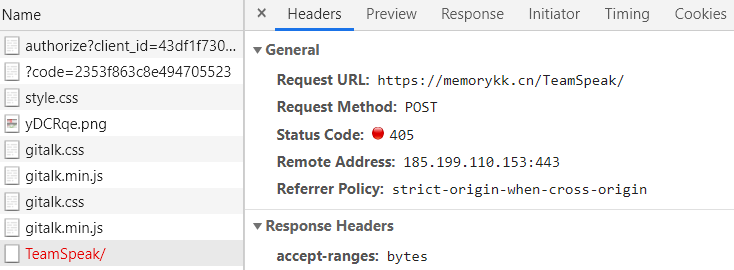 Name
authorize?client_id=43df1f730...
?code=2353f863c8e494705523
style.css
yDCRqe.png
gitalk.css
gitalk.min.js
gitalk.css
gitalk.min.js
TeamSpeak/
× Headers Preview Response Initiator Timing Cookies
General
Request URL: https://memorykk.cn/TeamSpeak/
Request Method: POST
Status Code: 405
Remote Address: 185.199.110.153:443
Referrer Policy: strict-origin-when-cross-origin
Response Headers
accept-ranges: bytes